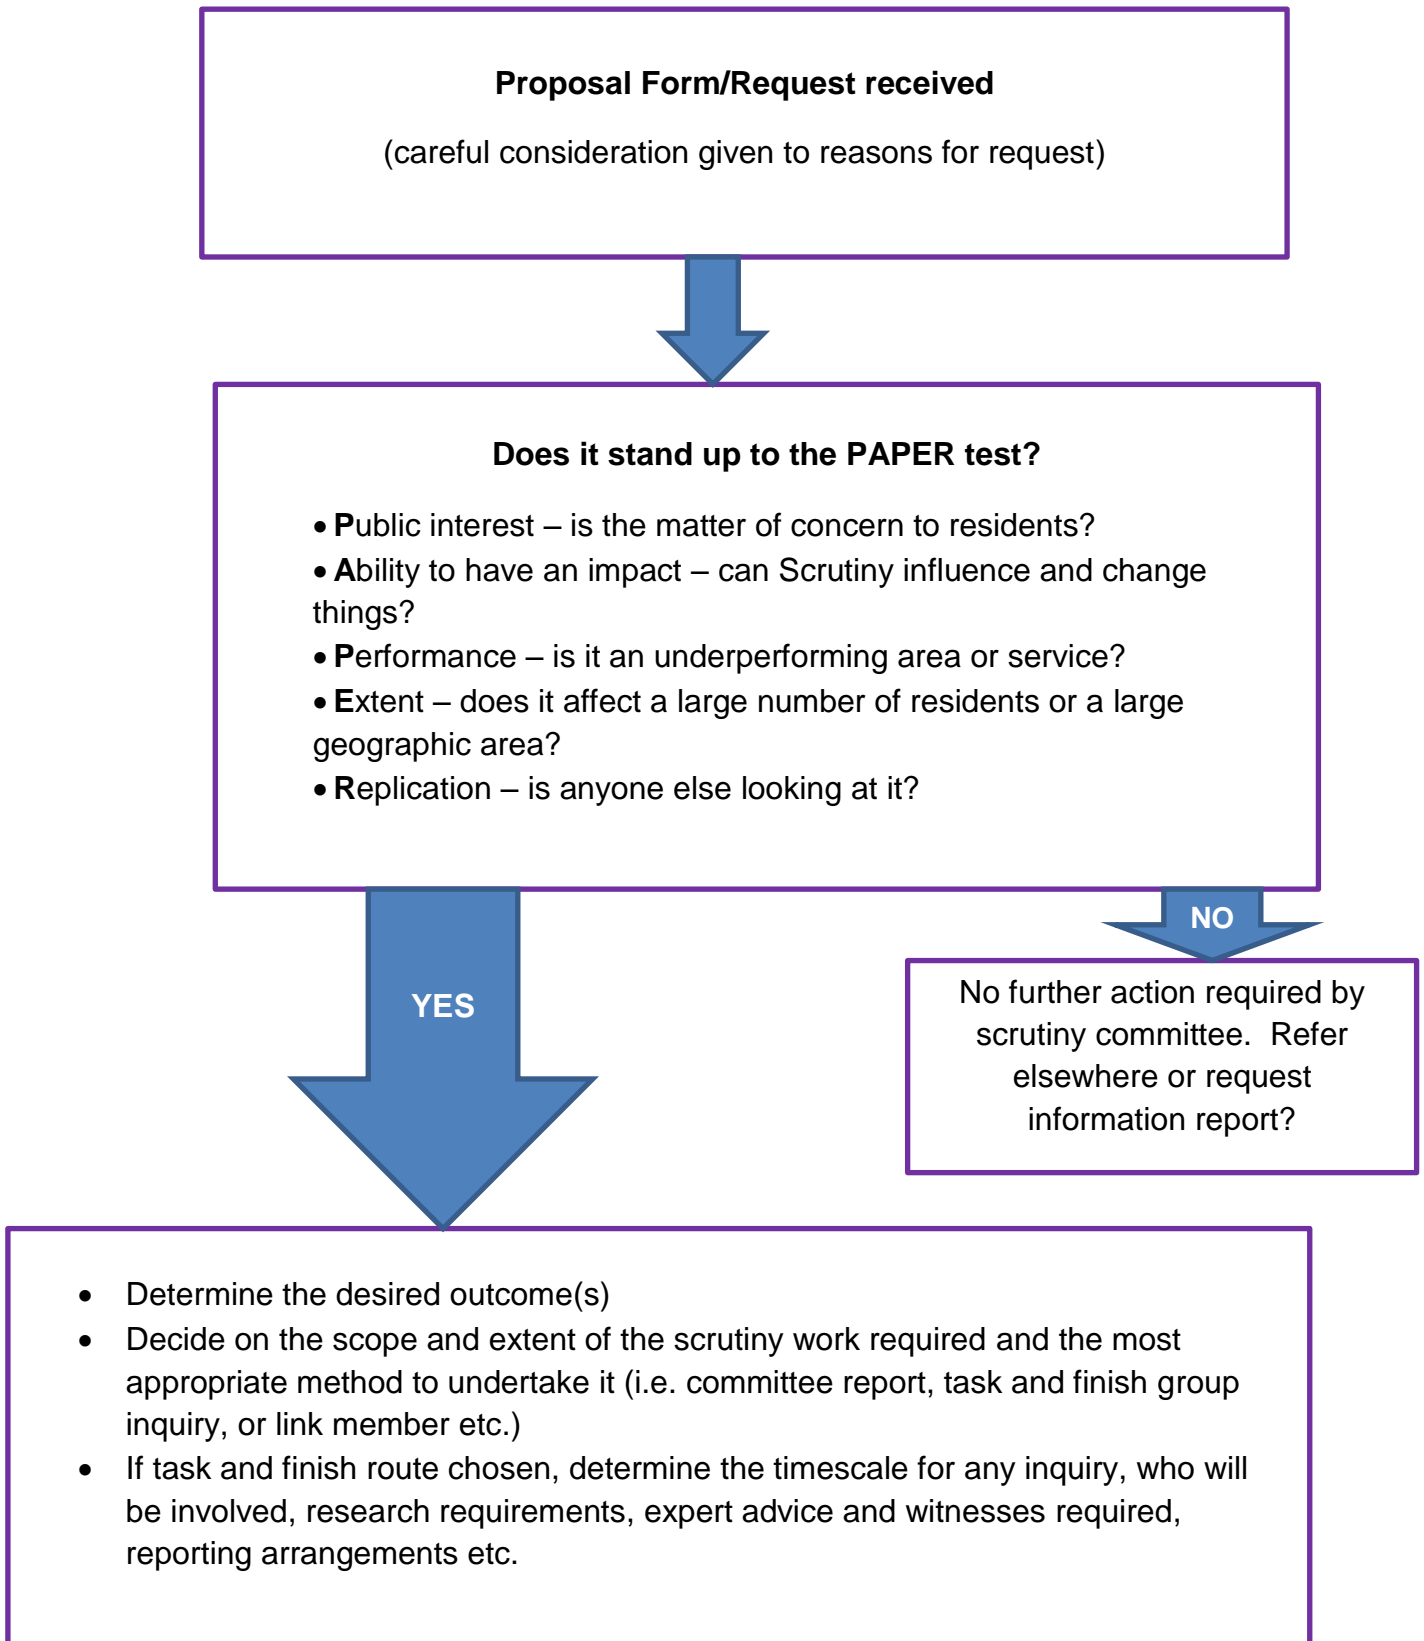 Proposal Form/Request received
(careful consideration given to reasons for request)
Does it stand up to the PAPER test?
• Public interest – is the matter of concern to residents?
• Ability to have an impact – can Scrutiny influence and change
things?
• Performance – is it an underperforming area or service?
• Extent – does it affect a large number of residents or a large
geographic area?
• Replication – is anyone else looking at it?
NO
YES
No further action required by
scrutiny committee.  Refer
elsewhere or request
information report?
• Determine the desired outcome(s)
• Decide on the scope and extent of the scrutiny work required and the most
appropriate method to undertake it (i.e. committee report, task and finish group
inquiry, or link member etc.)
• If task and finish route chosen, determine the timescale for any inquiry, who will
be involved, research requirements, expert advice and witnesses required,
reporting arrangements etc.